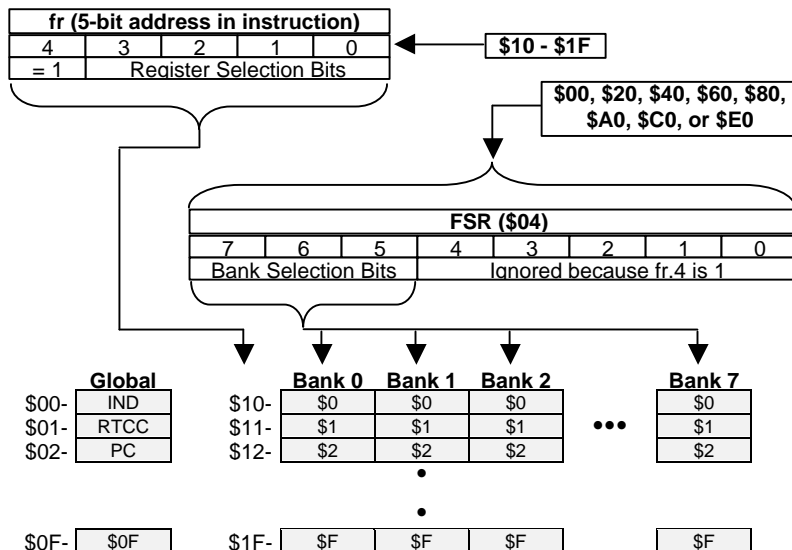 fr (5-bit address in instruction)
4 3 2 1 0
= 1 Register Selection Bits
$10 - $1F
$00, $20, $40, $60, $80,
$A0, $C0, or $E0
FSR ($04)
7 6 5 4 3 2 1 0
Bank Selection Bits Ignored because fr.4 is 1
Global Bank 0 Bank 1 Bank 2 Bank 7
$00- IND $10- $0 $0 $0 $0
$01- RTCC $11- $1 $1 $1 ••• $1
$02- PC $12- $2 $2 $2 $2
$0F- $0F $1F- $F $F $F $F